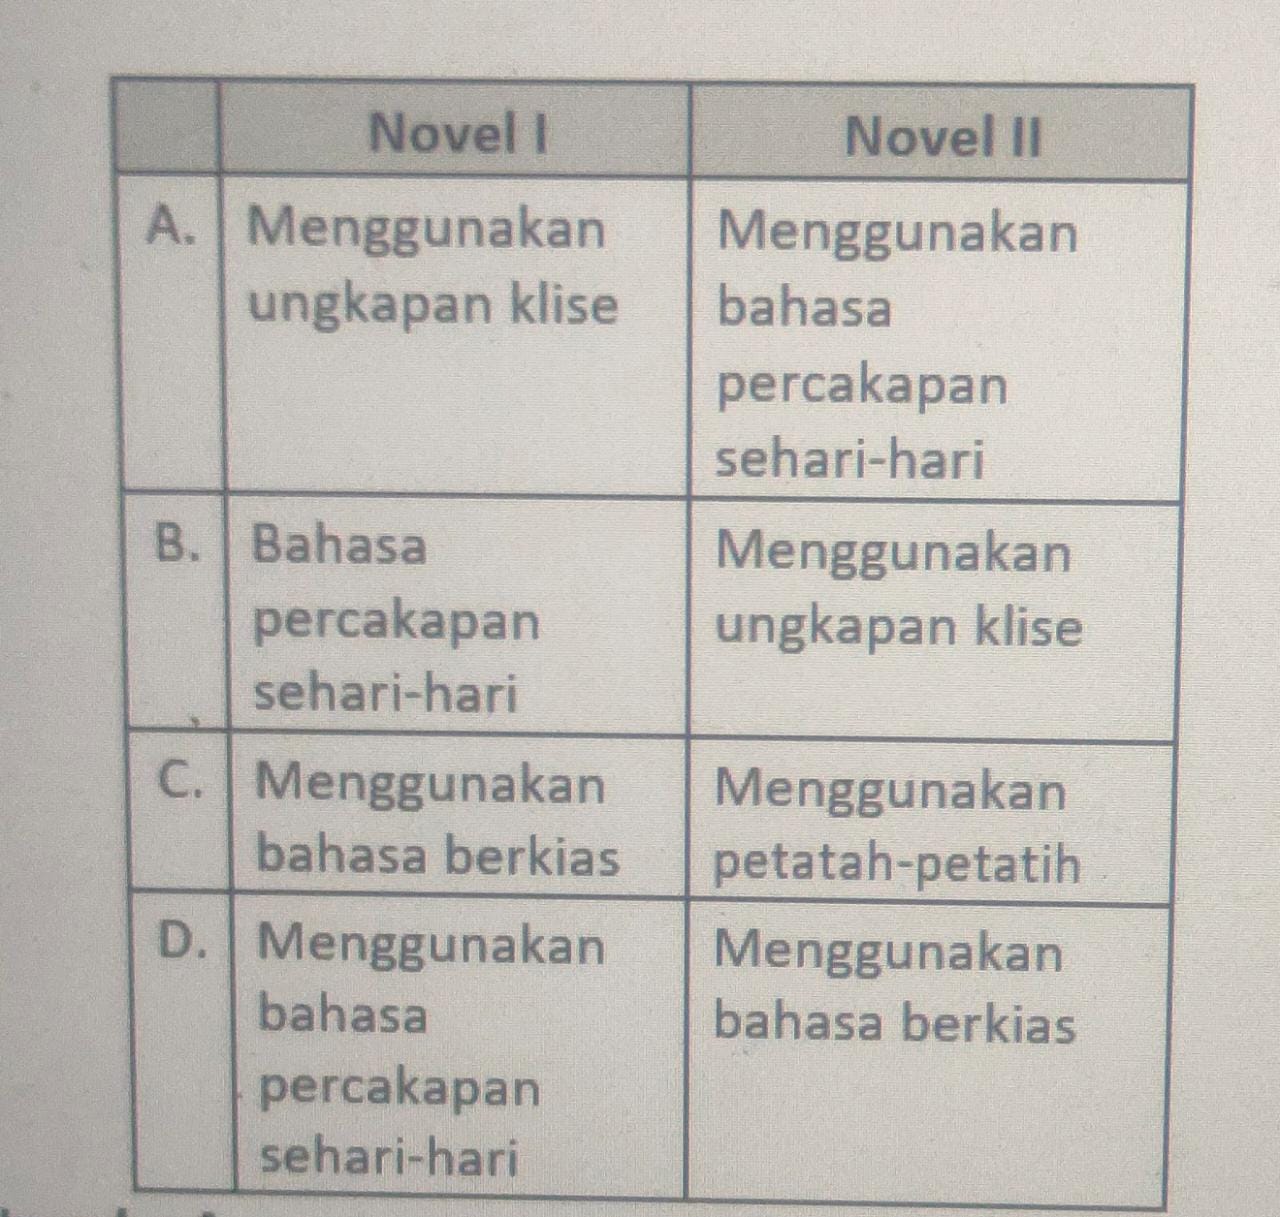 Novel I
Novel II
A.
Menggunakan
ungkapan klise
Menggunakan
bahasa
percakapan
sehari-hari
B.
Bahasa
percakapan
sehari-hari
Menggunakan
ungkapan klise
C.
Menggunakan
bahasa berkias
Menggunakan
petatah-petatih
D.
Menggunakan
bahasa
percakapan
sehari-hari
Menggunakan
bahasa berkias